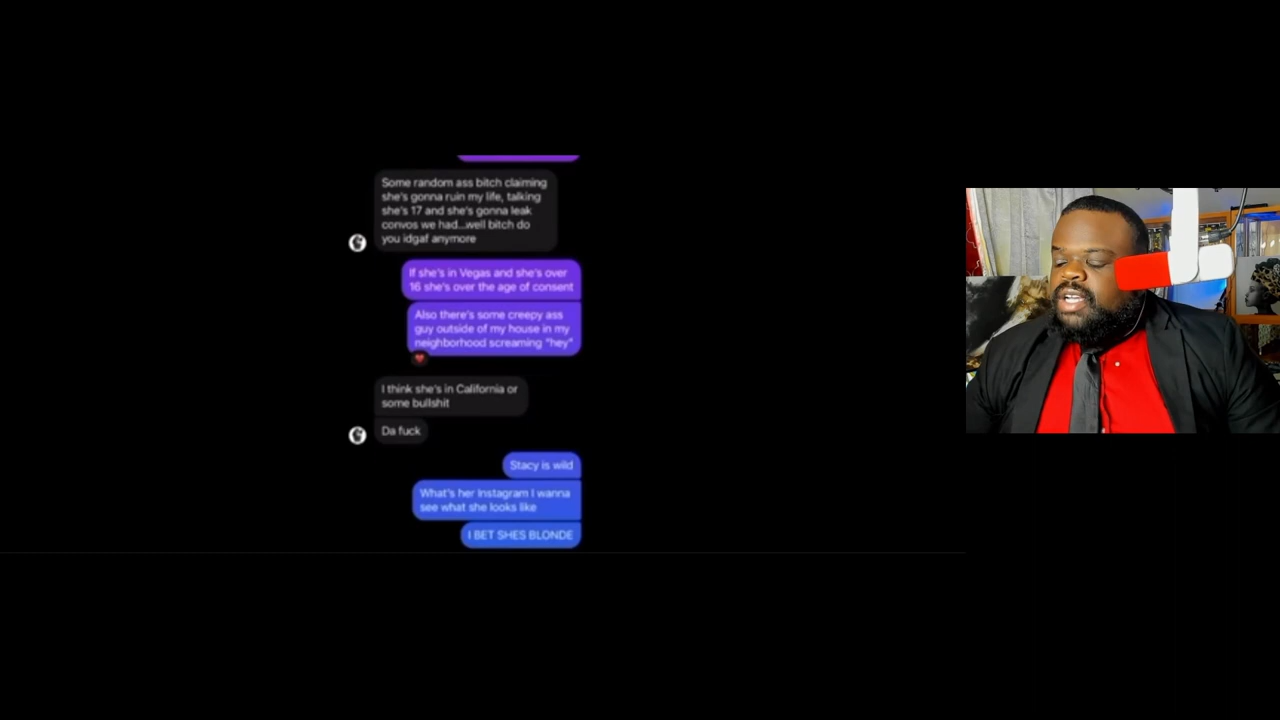 Some random ass bitch claiming
she's gonna ruin my life, talking
she's 17 and she's gonna leak
convos we had...well bitch do
you idgaf anymore
If she's in Vegas and she's over
16 she's over the age of consent
Also there's some creepy ass
guy outside of my house in my
neighborhood screaming "hey"
I think she's in California or
some bullshit
Da fuck
Stacy is wild
What's her Instagram I wanna
see what she looks like
I BET SHES BLONDE